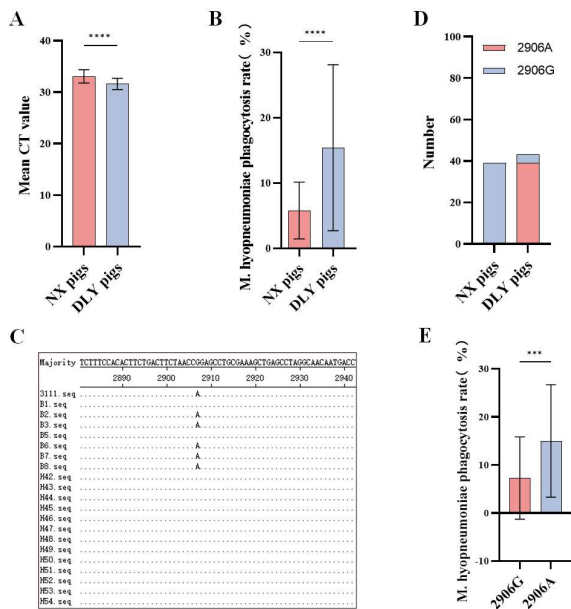 A
****
Mean CT value
40
30
20
10
0
NX pigs
DLY pigs
B
****
M. hyopneumoniae phagocytosis rate( %)
30
20
10
0
NX pigs
DLY pigs
D
2906A
2906G
Number
100
80
60
40
20
0
NX pigs
DLY pigs
C
Majority TCTTTCCACACTTCTGACTTCTAACCGGAGCCTGCGAAAGCTGAGCCTAGGCAACAATGACC
2890 2900 2910 2920 2930 2940
3111.seq A
B1.seq
B2.seq A
B3.seq A
B5.seq
B6.seq A
B7.seq A
B8.seq A
H42.seq
H43.seq
H44.seq
H45.seq
H46.seq
H47.seq
H48.seq
H49.seq
H50.seq
H51.seq
H52.seq
H53.seq
H54.seq
E
***
M. hyopneumoniae phagocytosis rate( %)
30
20
10
0
-10
2906G
2906A